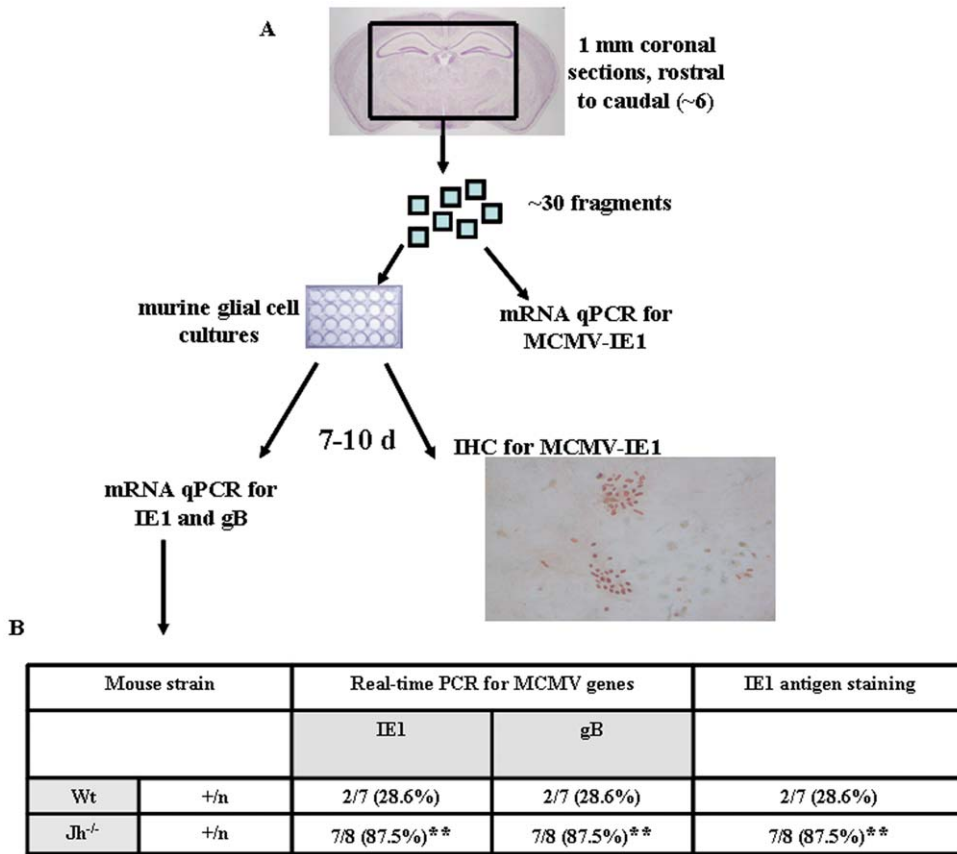 A
1 mm coronal
sections, rostral
to caudal (~6)
~30 fragments
murine glial cell
cultures
mRNA qPCR for
MCMV-IE1
7-10 d
IHC for MCMV-IE1
mRNA qPCR for
IE1 and gB
B
Mouse strain Real-time PCR for MCMV genes IE1 antigen staining
IE1 gB
Wt +/n 2/7 (28.6%) 2/7 (28.6%) 2/7 (28.6%)
Jh-/- +/n 7/8 (87.5%)** 7/8 (87.5%)** 7/8 (87.5%)**